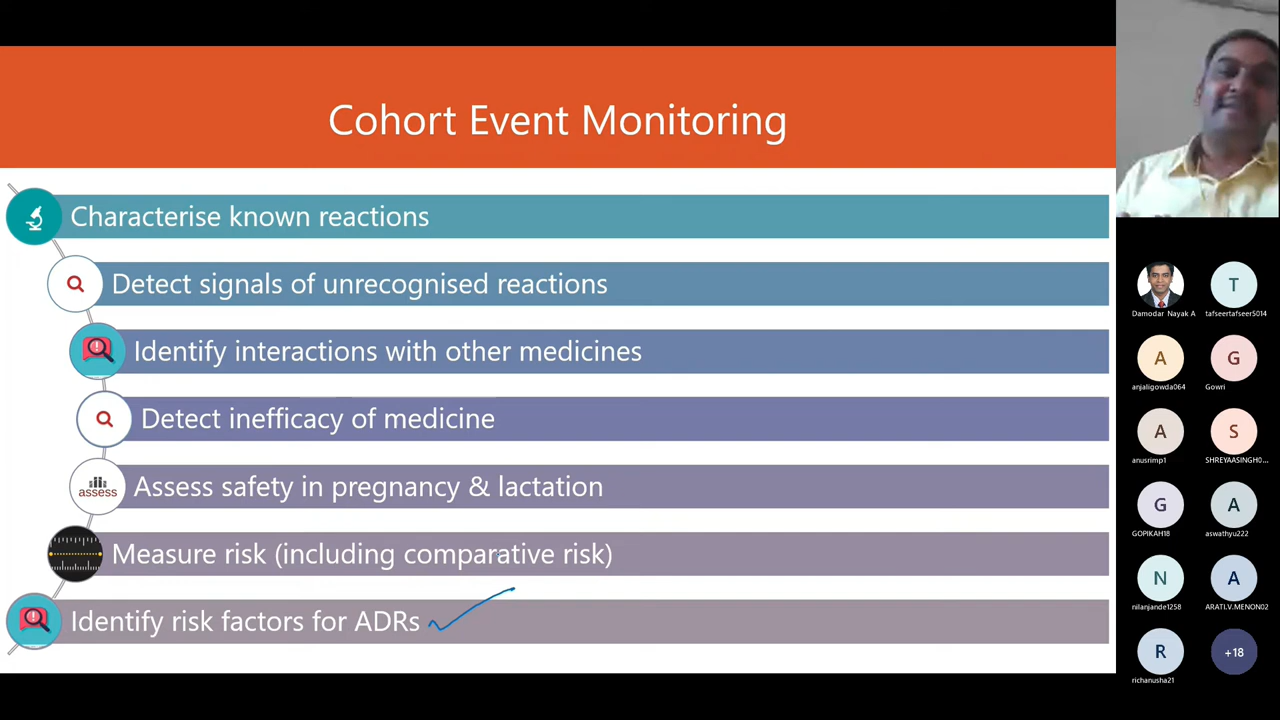 Cohort Event Monitoring
Characterise known reactions
Detect signals of unrecognised reactions
Identify interactions with other medicines
Detect inefficacy of medicine
assess
Assess safety in pregnancy & lactation
Measure risk (including comparative risk)
Identify risk factors for ADRs
Damodar Nayak A
T
tafseertafseer5014
A
anjaligowda064
G
Gowri
A
anusrimp1
S
SHREYAASINGH0...
G
GOPIKAH18
A
aswathyu222
N
nilanjande1258
A
ARATI.V.MENON02
R
richanusha21
+18